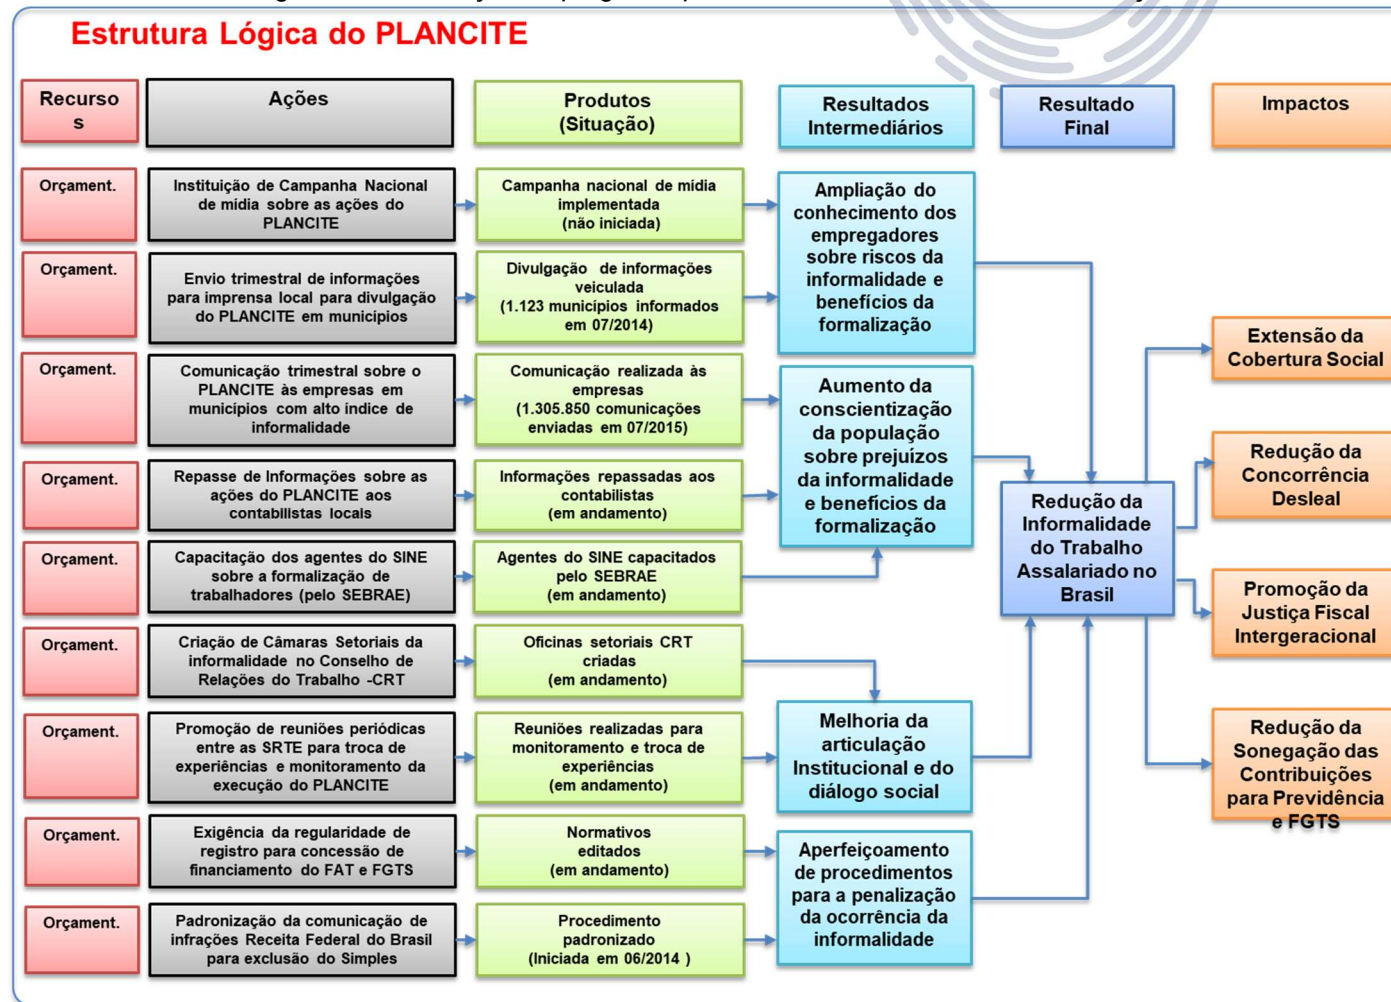 Estrutura Lógica do PLANCITE
Recurso
s
Ações
Produtos
(Situação)
Resultados
Intermediários
Resultado
Final
Impactos
Orçament.
Instituição de Campanha Nacional
de mídia sobre as ações do
PLANCITE
Campanha nacional de mídia
implementada
(não iniciada)
Orçament.
Envio trimestral de informações
para imprensa local para divulgação
do PLANCITE em municípios
Divulgação de informações
veiculada
(1.123 municípios informados
em 07/2014)
Ampliação do
conhecimento dos
empregadores
sobre riscos da
informalidade e
benefícios da
formalização
Orçament.
Comunicação trimestral sobre o
PLANCITE às empresas em
municípios com alto índice de
informalidade
Comunicação realizada às
empresas
(1.305.850 comunicações
enviadas em 07/2015)
Orçament.
Repasse de Informações sobre as
ações do PLANCITE aos
contabilistas locais
Informações repassadas aos
contabilistas
(em andamento)
Aumento da
conscientização
da população
sobre prejuízos
da informalidade
e benefícios da
formalização
Orçament.
Capacitação dos agentes do SINE
sobre a formalização de
trabalhadores (pelo SEBRAE)
Agentes do SINE capacitados
pelo SEBRAE
(em andamento)
Orçament.
Criação de Câmaras Setoriais da
informalidade no Conselho de
Relações do Trabalho -CRT
Oficinas setoriais CRT
criadas
(em andamento)
Orçament.
Promoção de reuniões periódicas
entre as SRTE para troca de
experiências e monitoramento da
execução do PLANCITE
Reuniões realizadas para
monitoramento e troca de
experiências
(em andamento)
Melhoria da
articulação
Institucional e do
diálogo social
Orçament.
Exigência da regularidade de
registro para concessão de
financiamento do FAT e FGTS
Normativos
editados
(em andamento)
Orçament.
Padronização da comunicação de
infrações Receita Federal do Brasil
para exclusão do Simples
Procedimento
padronizado
(Iniciada em 06/2014 )
Aperfeiçoamento
de procedimentos
para a penalização
da ocorrência da
informalidade
Redução da
Informalidade
do Trabalho
Assalariado no
Brasil
Extensão da
Cobertura Social
Redução da
Concorrência
Desleal
Promoção da
Justiça Fiscal
Intergeracional
Redução da
Sonegação das
Contribuições
para Previdência
e FGTS